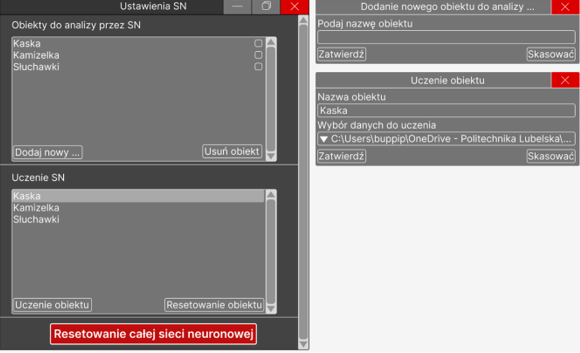 Ustawienia SN
Obiekty do analizy przez SN
Kaska
Kamizelka
Słuchawki
Dodaj nowy ...
Usuń obiekt
Uczenie SN
Kaska
Kamizelka
Słuchawki
Uczenie obiektu
Resetowanie obiektu
Resetowanie całej sieci neuronowej
Dodanie nowego obiektu do analizy ...
Podaj nazwę obiektu
Zatwierdź
Skasować
Uczenie obiektu
Nazwa obiektu
Kaska
Wybór danych do uczenia
C:\Users\buppip\OneDrive - Politechnika Lubelska\...
Zatwierdź
Skasować